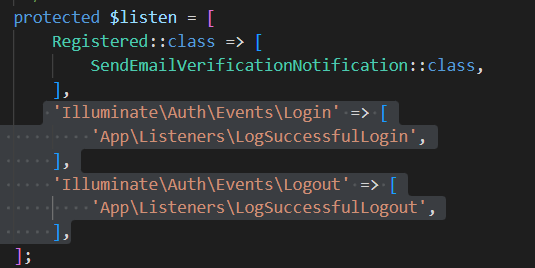 protected $listen = [
    Registered::class => [
        SendEmailVerificationNotification::class,
    ],
    'Illuminate\Auth\Events\Login' => [
        'App\Listeners\LogSuccessfulLogin',
    ],
    'Illuminate\Auth\Events\Logout' => [
        'App\Listeners\LogSuccessfulLogout',
    ],
];